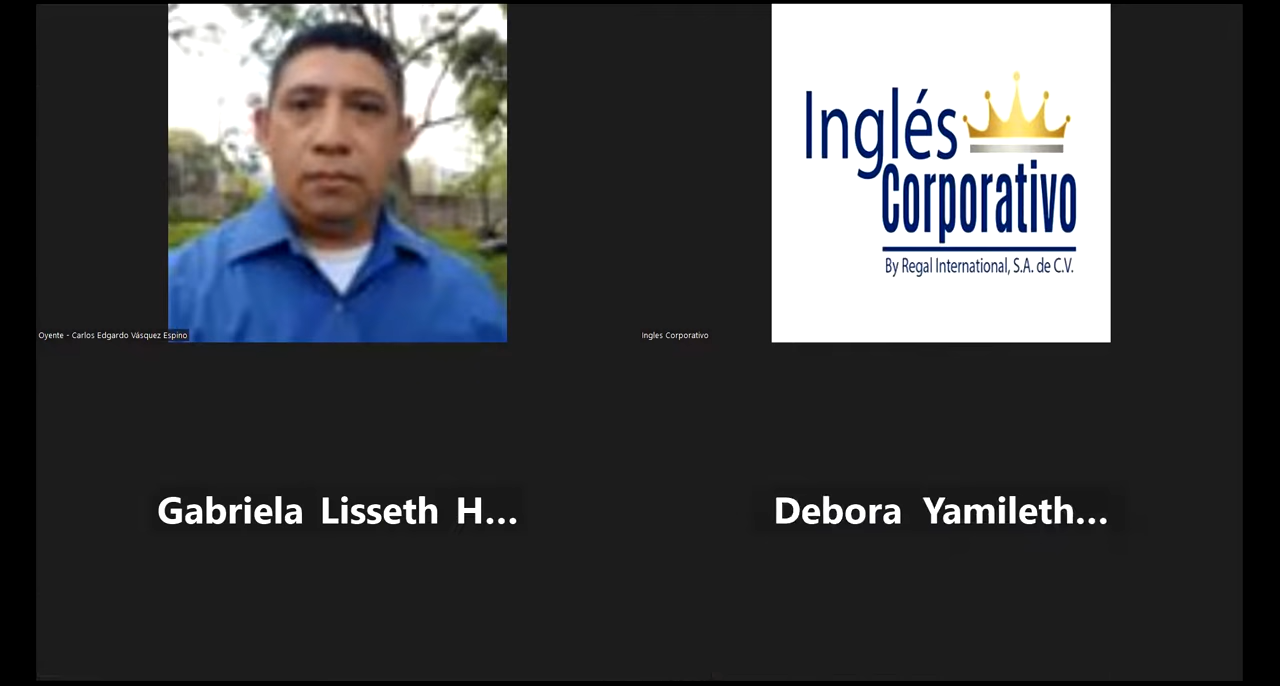 Inglés
Corporativo
By Regal International, S.A. de C.V.
Oyente - Carlos Edgardo Vásquez Espino
Ingles Corporativo
Gabriela Lisseth H...
Debora Yamileth...